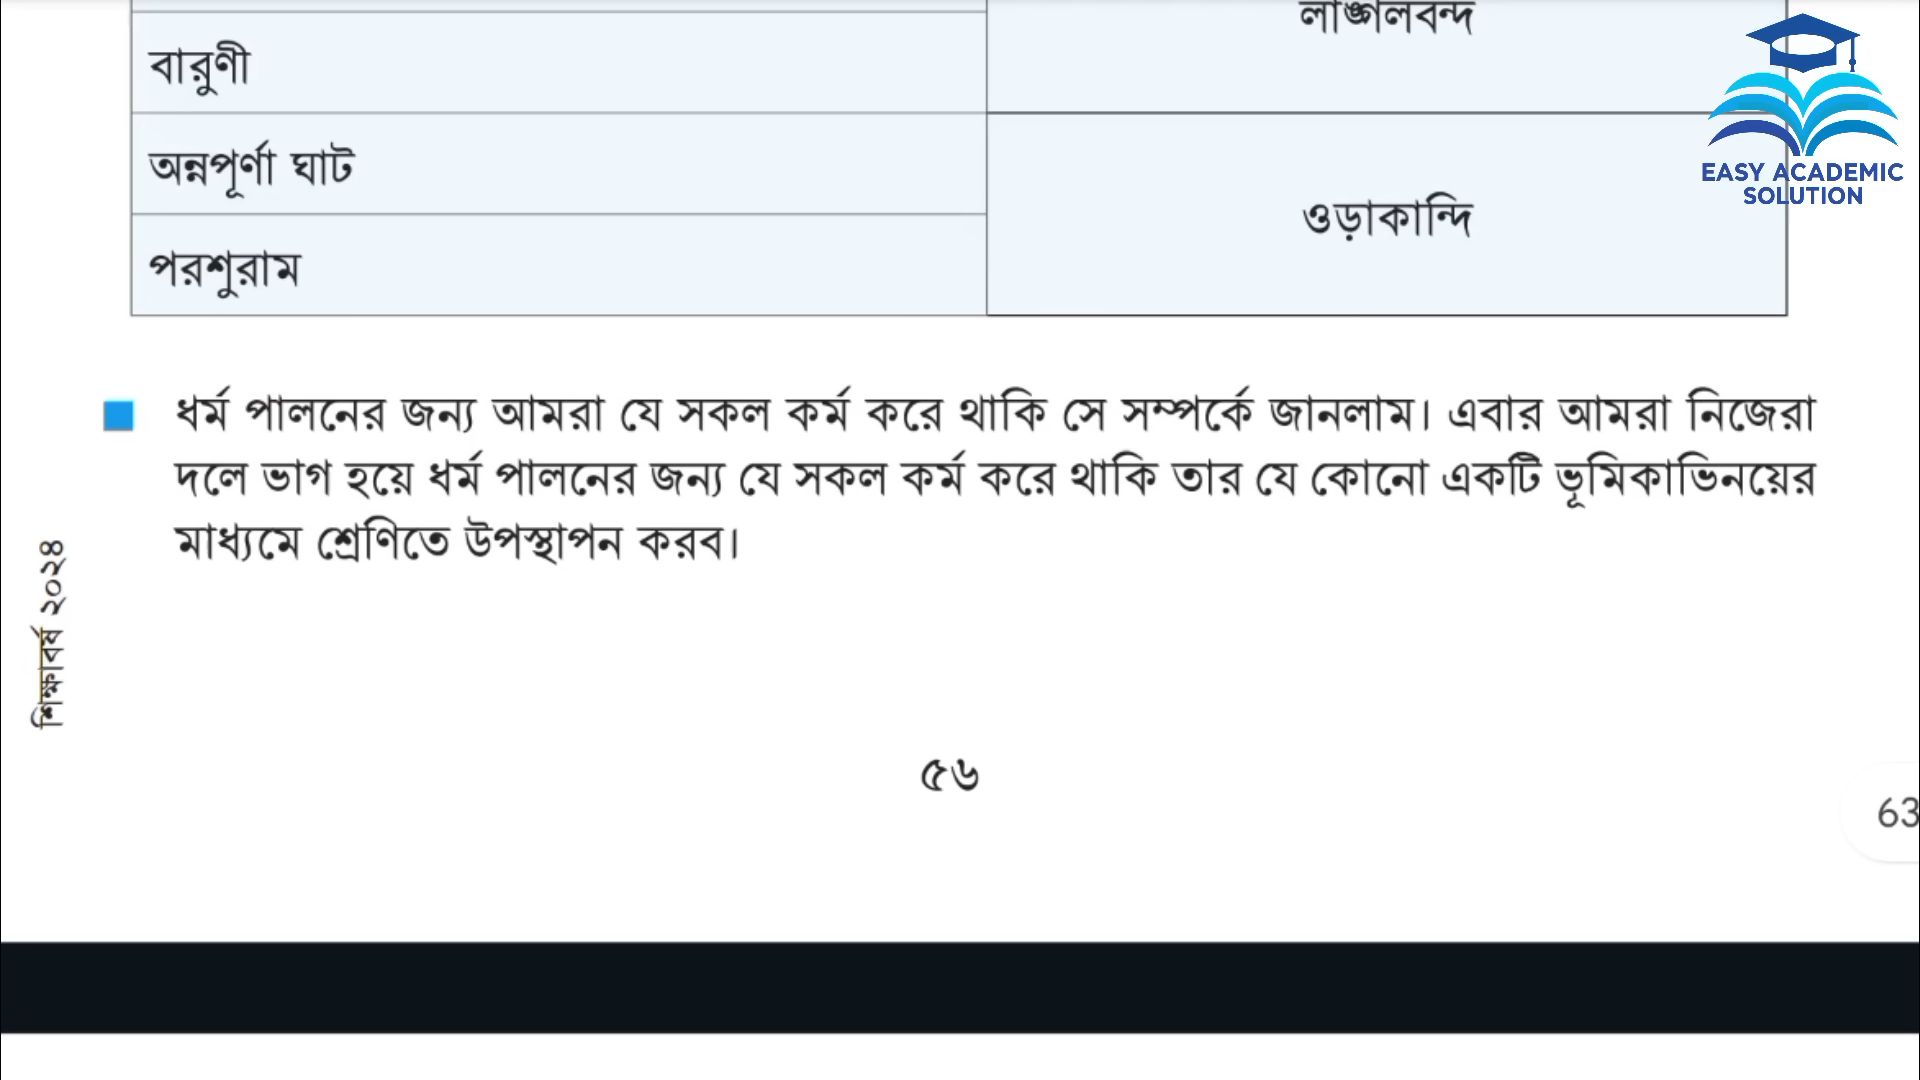 লাঙ্গলবন্দ
বারুণী
অন্নপূর্ণা ঘাট
ওড়াকান্দি
পরশুরাম
EASY ACADEMIC
SOLUTION
ধর্ম পালনের জন্য আমরা যে সকল কর্ম করে থাকি সে সম্পর্কে জানলাম। এবার আমরা নিজেরা
দলে ভাগ হয়ে ধর্ম পালনের জন্য যে সকল কর্ম করে থাকি তার যে কোনো একটি ভূমিকাভিনয়ের
মাধ্যমে শ্রেণিতে উপস্থাপন করব।
শিক্ষাবর্ষ ২০২৪
৫৬
63